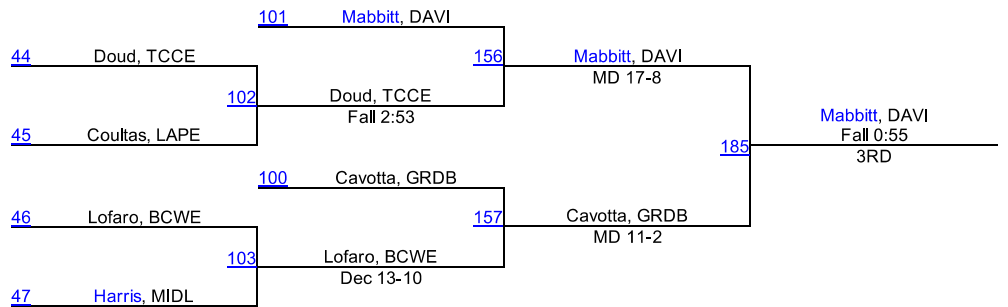 101 Mabbitt, DAVI
44 Doud, TCCE
156 Mabbitt, DAVI
MD 17-8
102 Doud, TCCE
Fall 2:53
Mabbitt, DAVI
45 Coultas, LAPE
Fall 0:55
185
3RD
100 Cavotta, GRDB
46 Lofaro, BCWE
157 Cavotta, GRDB
MD 11-2
103 Lofaro, BCWE
Dec 13-10
47 Harris, MIDL